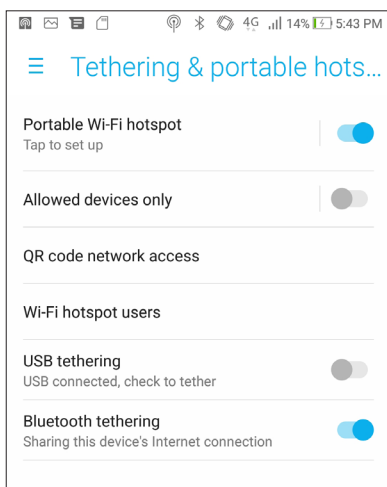 4G 14% 5:43 PM
Tethering & portable hots...
Portable Wi-Fi hotspot
Tap to set up
Allowed devices only
QR code network access
Wi-Fi hotspot users
USB tethering
USB connected, check to tether
Bluetooth tethering
Sharing this device's Internet connection